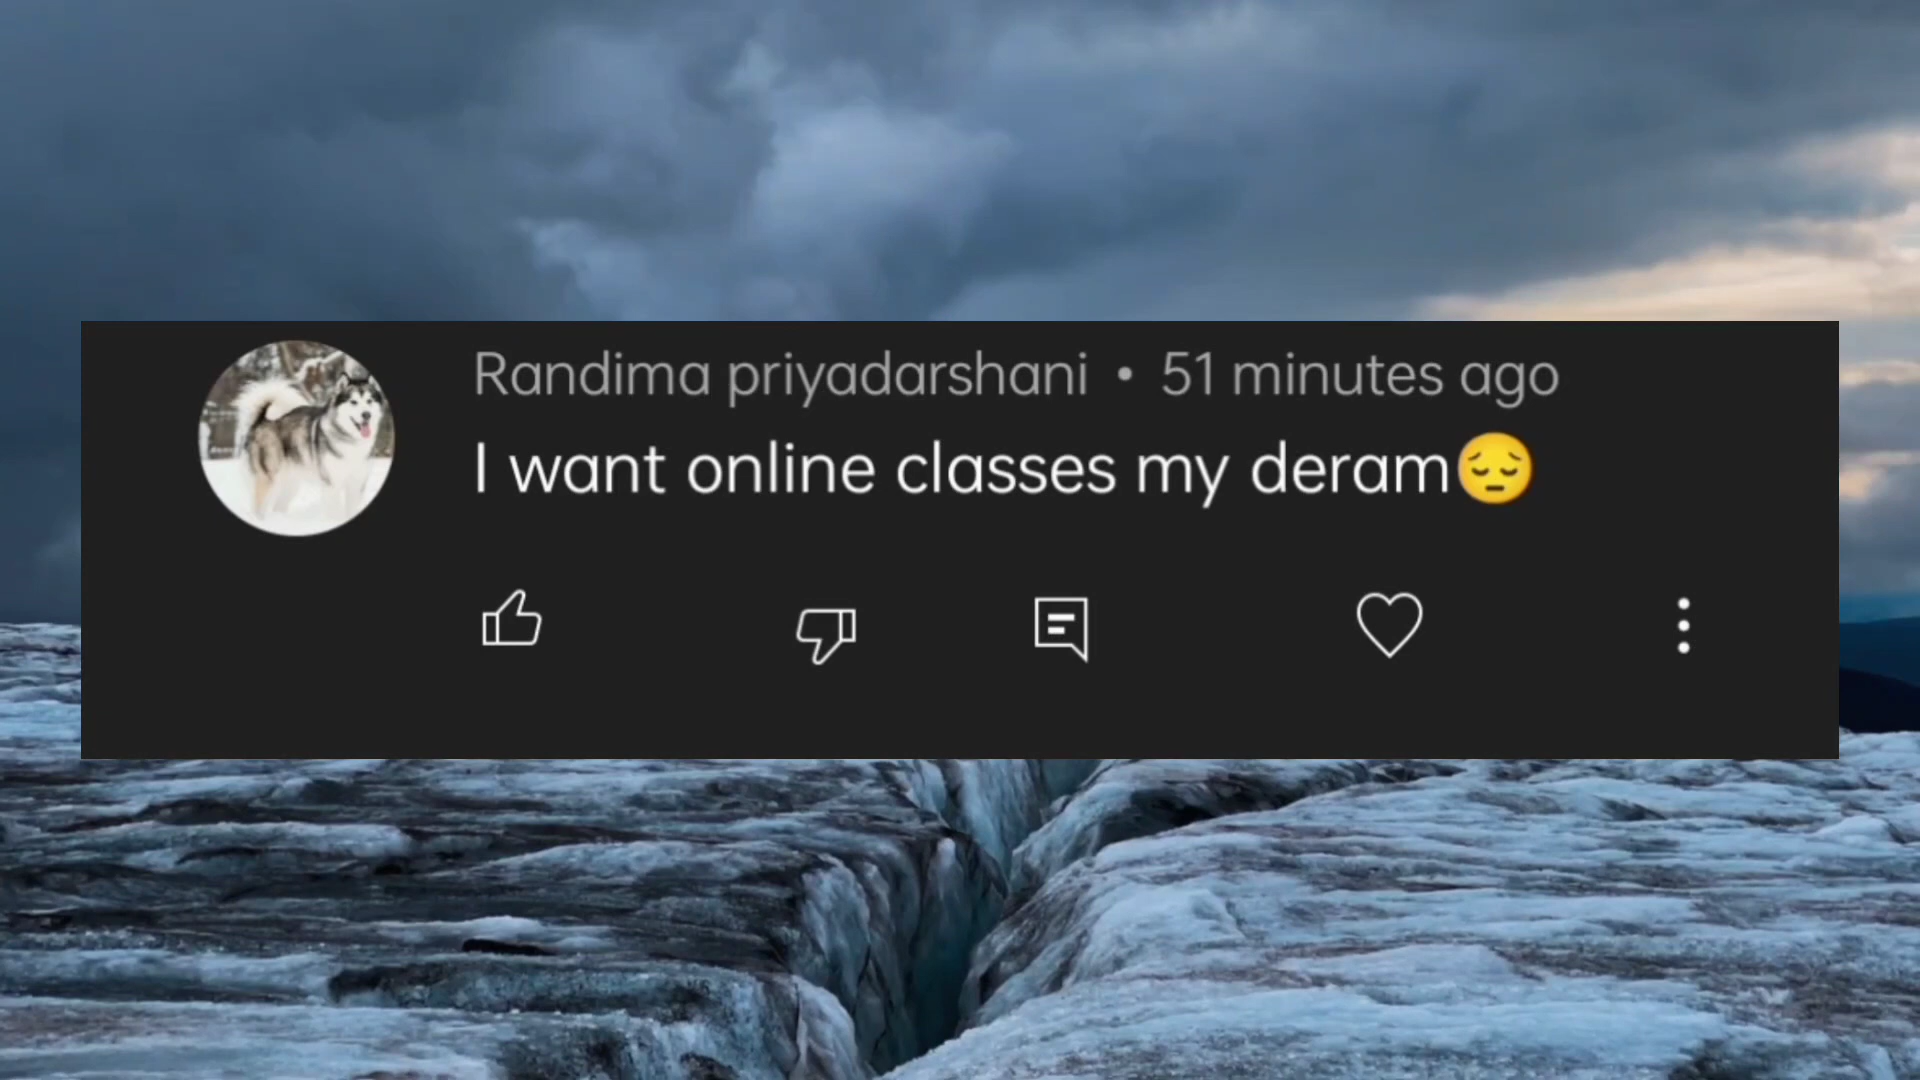 Randima priyadarshani • 51 minutes ago
I want online classes my deram😔